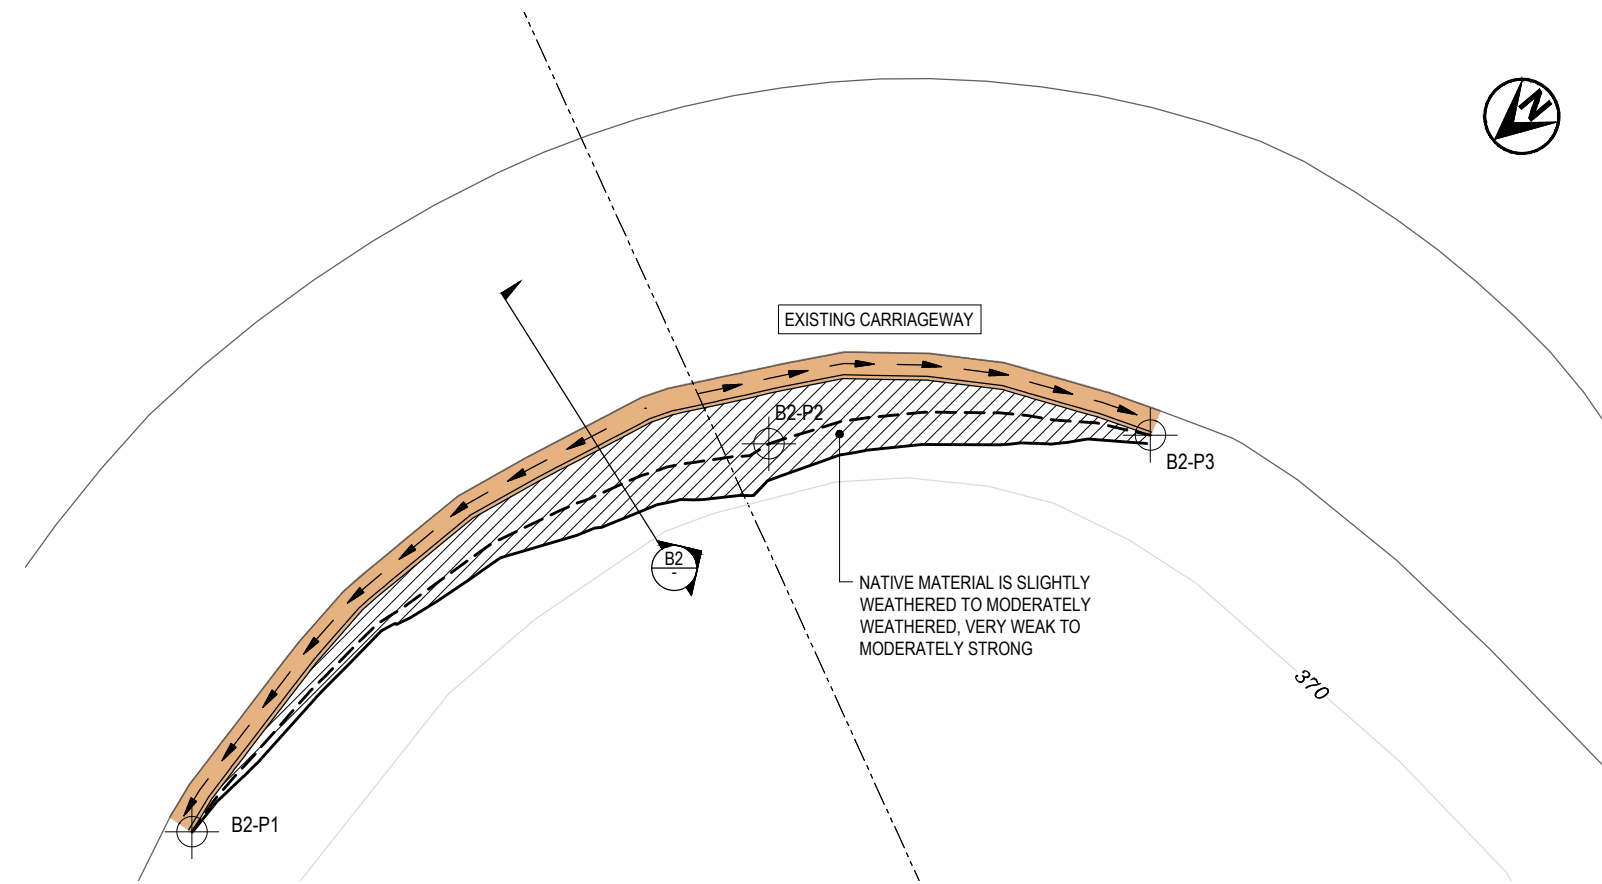 N
EXISTING CARRIAGEWAY
B2-P2
B2-P3
B2
-
NATIVE MATERIAL IS SLIGHTLY
WEATHERED TO MODERATELY
WEATHERED, VERY WEAK TO
MODERATELY STRONG
370
B2-P1